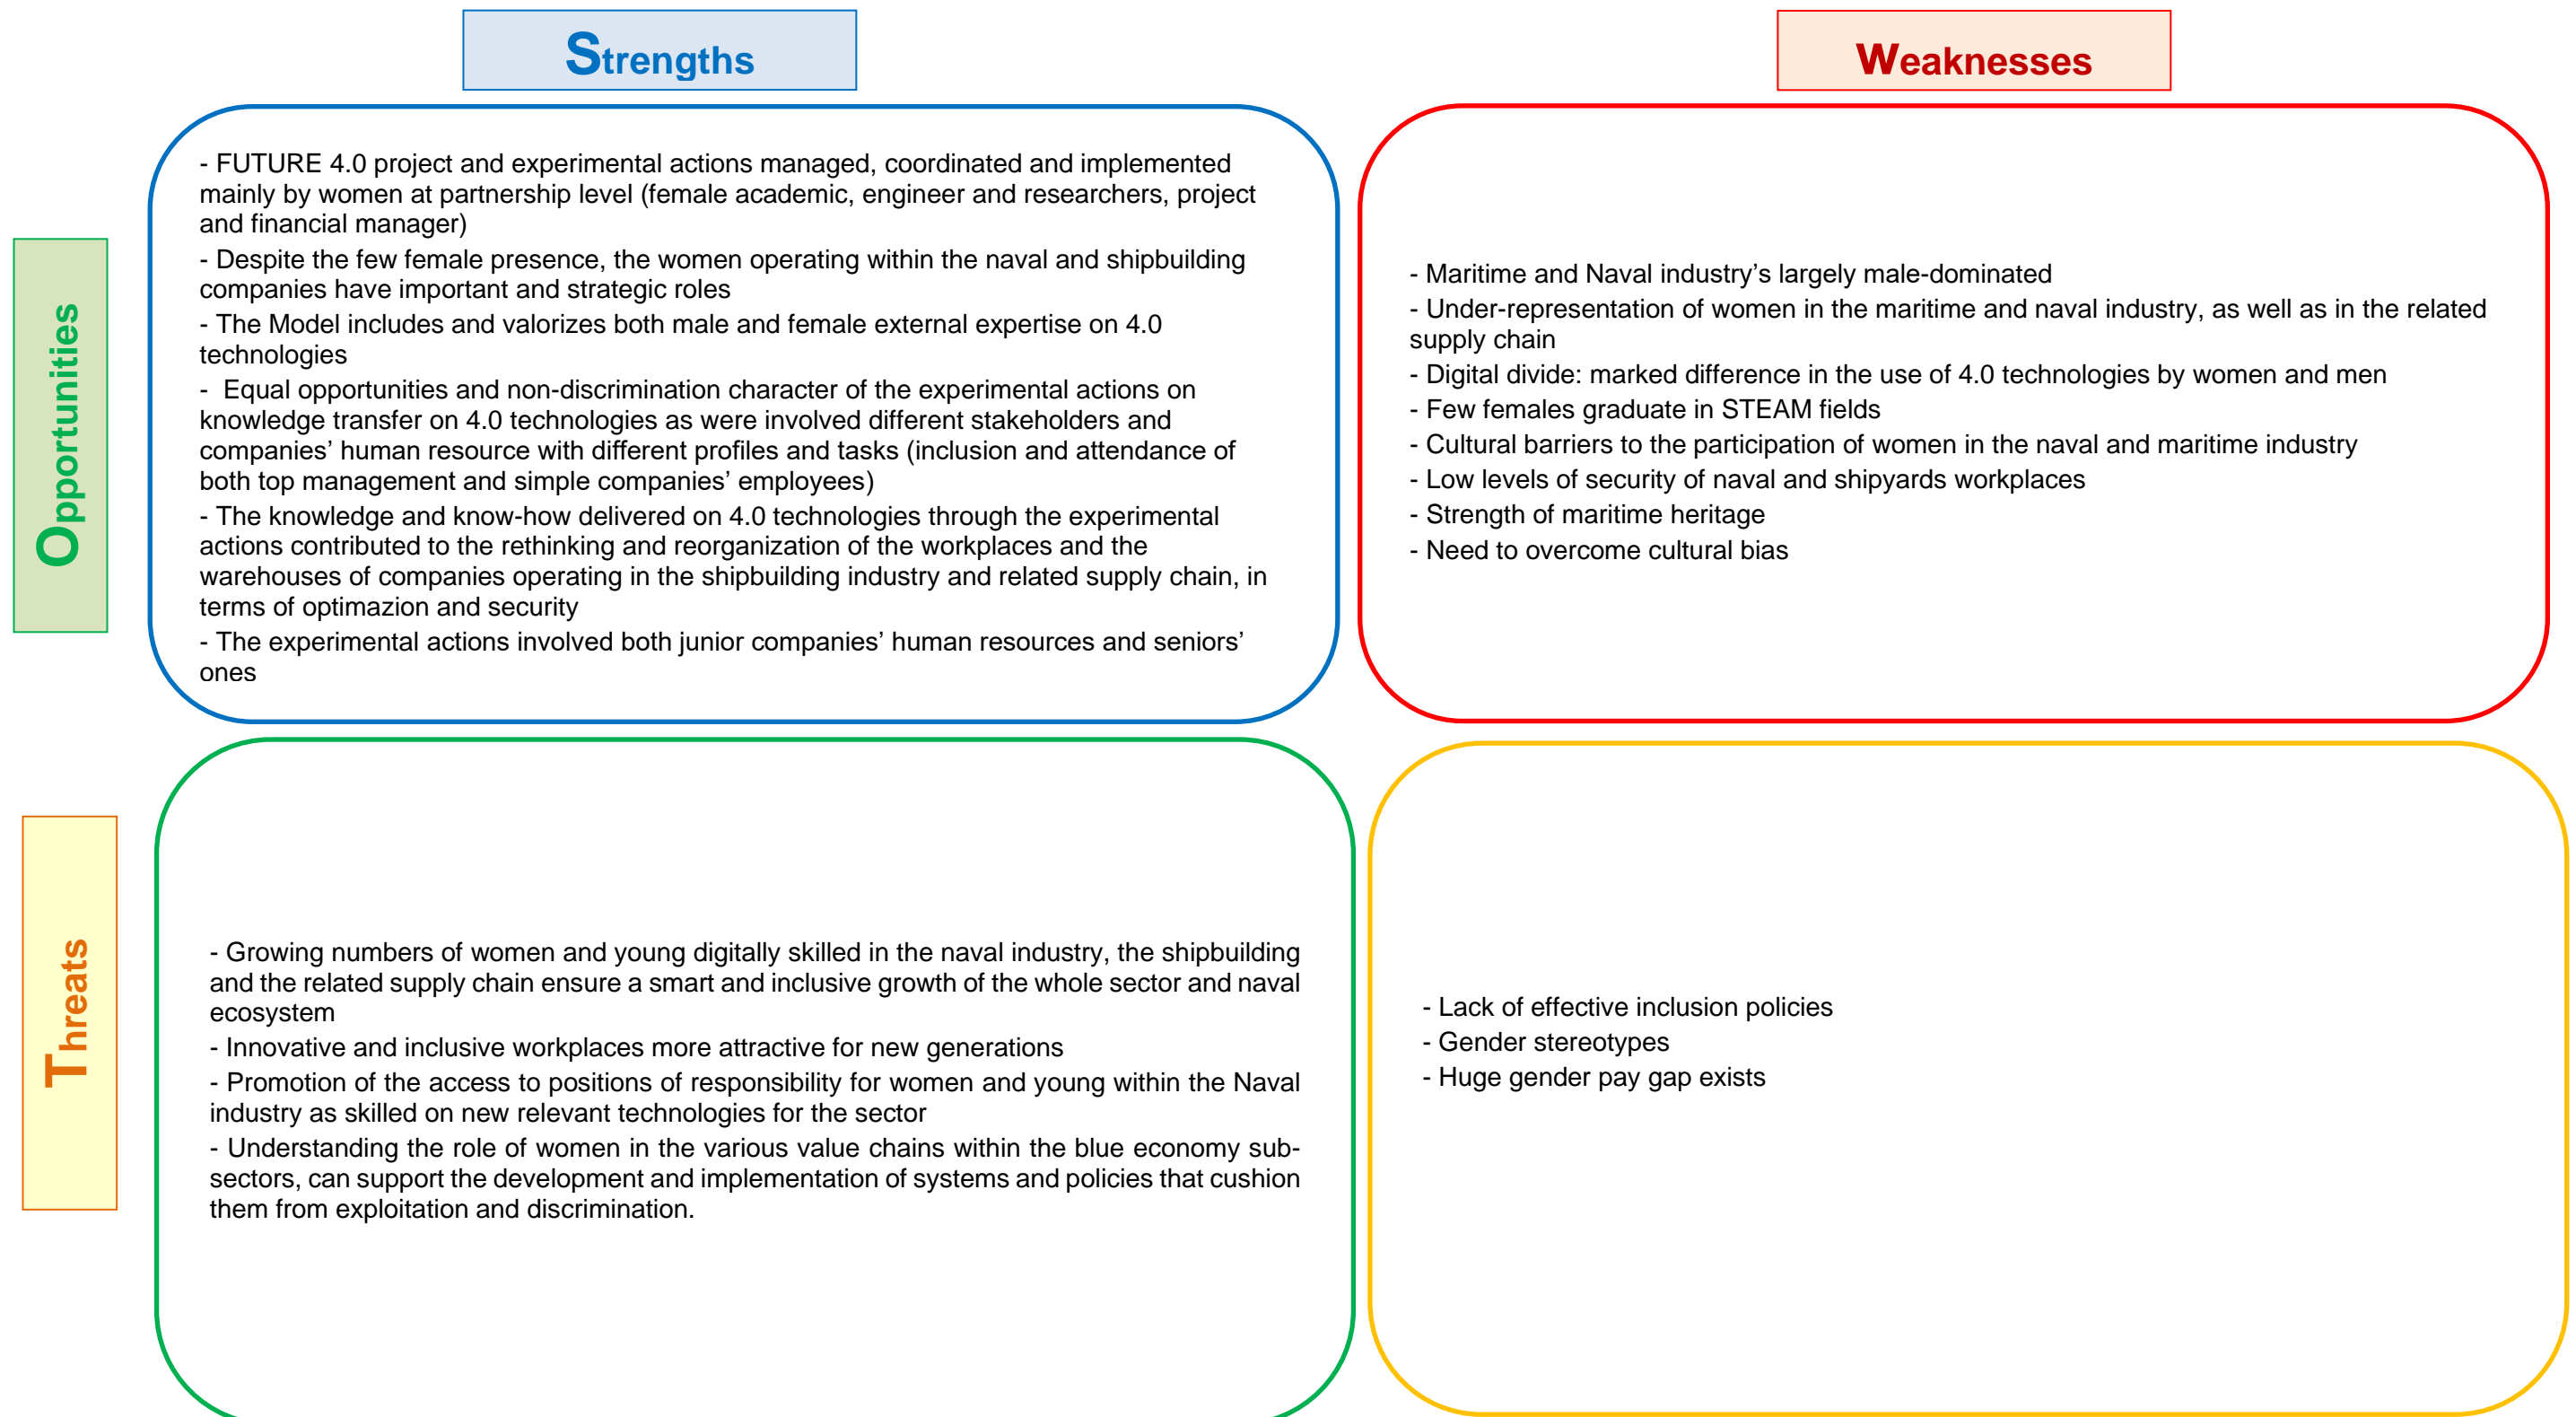 Strengths
Weaknesses
Opportunities
- FUTURE 4.0 project and experimental actions managed, coordinated and implemented
mainly by women at partnership level (female academic, engineer and researchers, project
and financial manager)
- Despite the few female presence, the women operating within the naval and shipbuilding
companies have important and strategic roles
- The Model includes and valorizes both male and female external expertise on 4.0
technologies
- Equal opportunities and non-discrimination character of the experimental actions on
knowledge transfer on 4.0 technologies as were involved different stakeholders and
companies’ human resource with different profiles and tasks (inclusion and attendance of
both top management and simple companies’ employees)
- The knowledge and know-how delivered on 4.0 technologies through the experimental
actions contributed to the rethinking and reorganization of the workplaces and the
warehouses of companies operating in the shipbuilding industry and related supply chain, in
terms of optimazion and security
- The experimental actions involved both junior companies’ human resources and seniors’
ones
- Maritime and Naval industry’s largely male-dominated
- Under-representation of women in the maritime and naval industry, as well as in the related
supply chain
- Digital divide: marked difference in the use of 4.0 technologies by women and men
- Few females graduate in STEAM fields
- Cultural barriers to the participation of women in the naval and maritime industry
- Low levels of security of naval and shipyards workplaces
- Strength of maritime heritage
- Need to overcome cultural bias
Threats
- Growing numbers of women and young digitally skilled in the naval industry, the shipbuilding
and the related supply chain ensure a smart and inclusive growth of the whole sector and naval
ecosystem
- Innovative and inclusive workplaces more attractive for new generations
- Promotion of the access to positions of responsibility for women and young within the Naval
industry as skilled on new relevant technologies for the sector
- Understanding the role of women in the various value chains within the blue economy sub-
sectors, can support the development and implementation of systems and policies that cushion
them from exploitation and discrimination.
- Lack of effective inclusion policies
- Gender stereotypes
- Huge gender pay gap exists